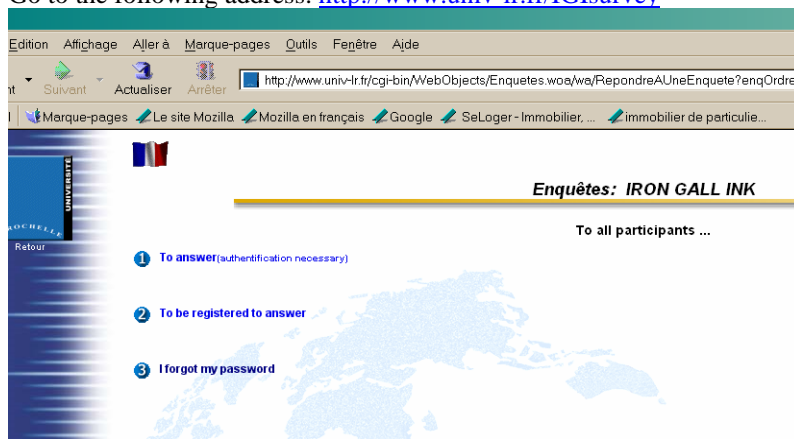 Go to the following address: http://www.univ-lr.fr/IGIsurvey
Edition Affichage Aller à Marque-pages Outils Fenêtre Aide
nt Suivant Actualiser Arrêter http://www.univ-lr.fr/cgi-bin/WebObjects/Enquetes.woa/wa/RepondreAUneEnquete?enqOrdre
Marque-pages Le site Mozilla Mozilla en français Google SeLoger - Immobilier, ... immobilier de particulie...
UNIVERSITÉ
ROCHELLE
Retour
Enquêtes: IRON GALL INK
To all participants ...
1 To answer(authentification necessary)
2 To be registered to answer
3 I forgot my password